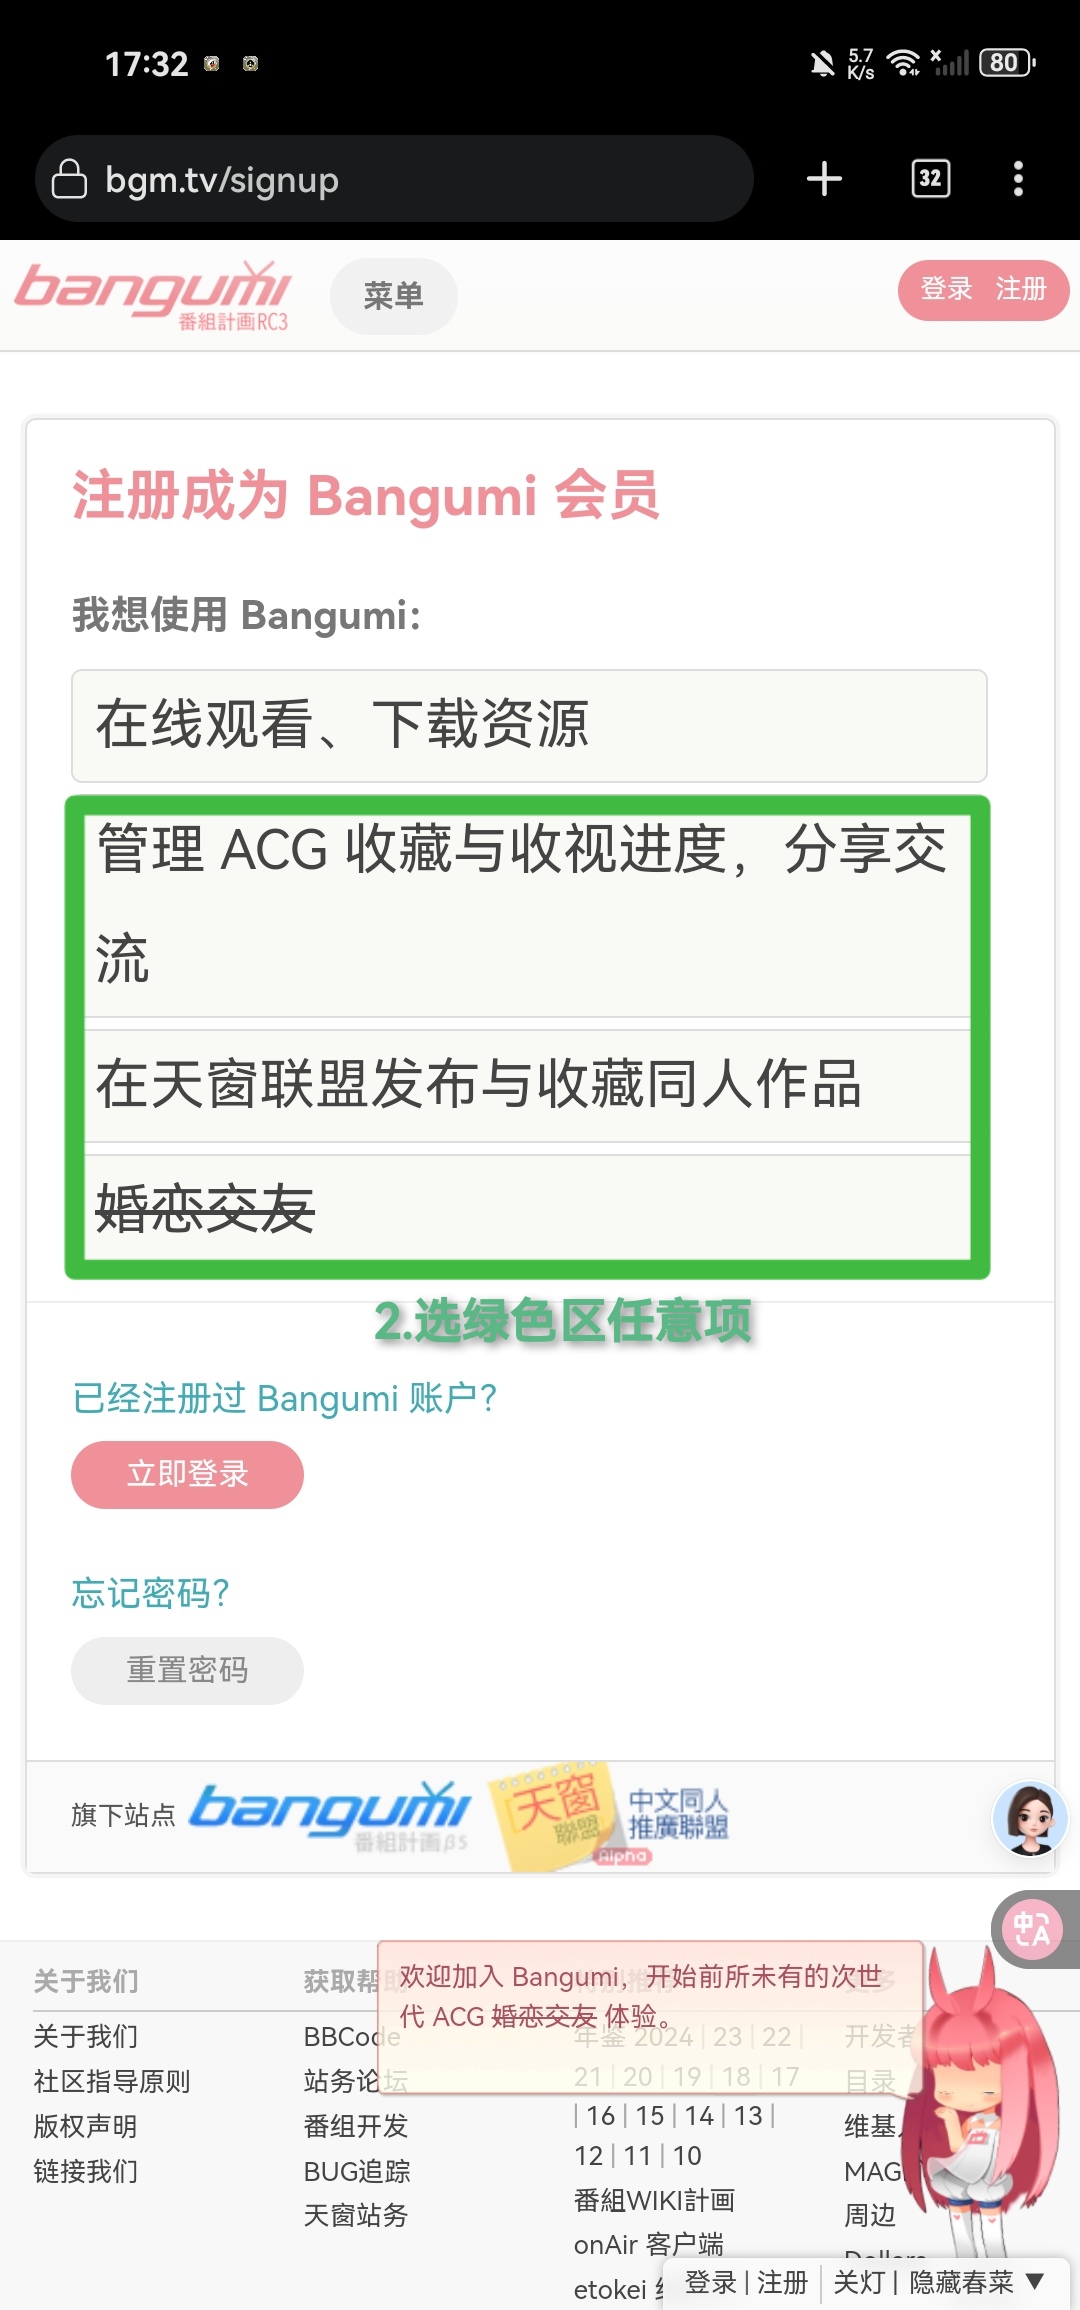 17:32
5.7
K/s
80
bgm.tv/signup
32
bangumi
番組計画RC3
菜单
登录 注册
注册成为 Bangumi 会员
我想使用 Bangumi:
在线观看、下载资源
管理 ACG 收藏与收视进度，分享交
流
在天窗联盟发布与收藏同人作品
婚恋交友
2.选绿色区任意项
已经注册过 Bangumi 账户?
立即登录
忘记密码?
重置密码
旗下站点
bangumi
番組計画β5
天窗
联盟
Alpha
中文同人
推廣聯盟
中A
关于我们
关于我们
社区指导原则
版权声明
链接我们
获取帮助
BBCode
站务论坛
番组开发
BUG追踪
天窗站务
欢迎加入 Bangumi，开始前所未有的次世
代 ACG 婚恋交友 体验。
特别推荐
年鉴 2024 | 23 | 22 |
21 | 20 | 19 | 18 | 17
| 16 | 15 | 14 | 13 |
12 | 11 | 10
番組WIKI計画
onAir 客户端
etokei
更多
开发者
目录
维基人
MAG
周边
Dollars
登录 | 注册 | 关灯 | 隐藏春菜 ▼